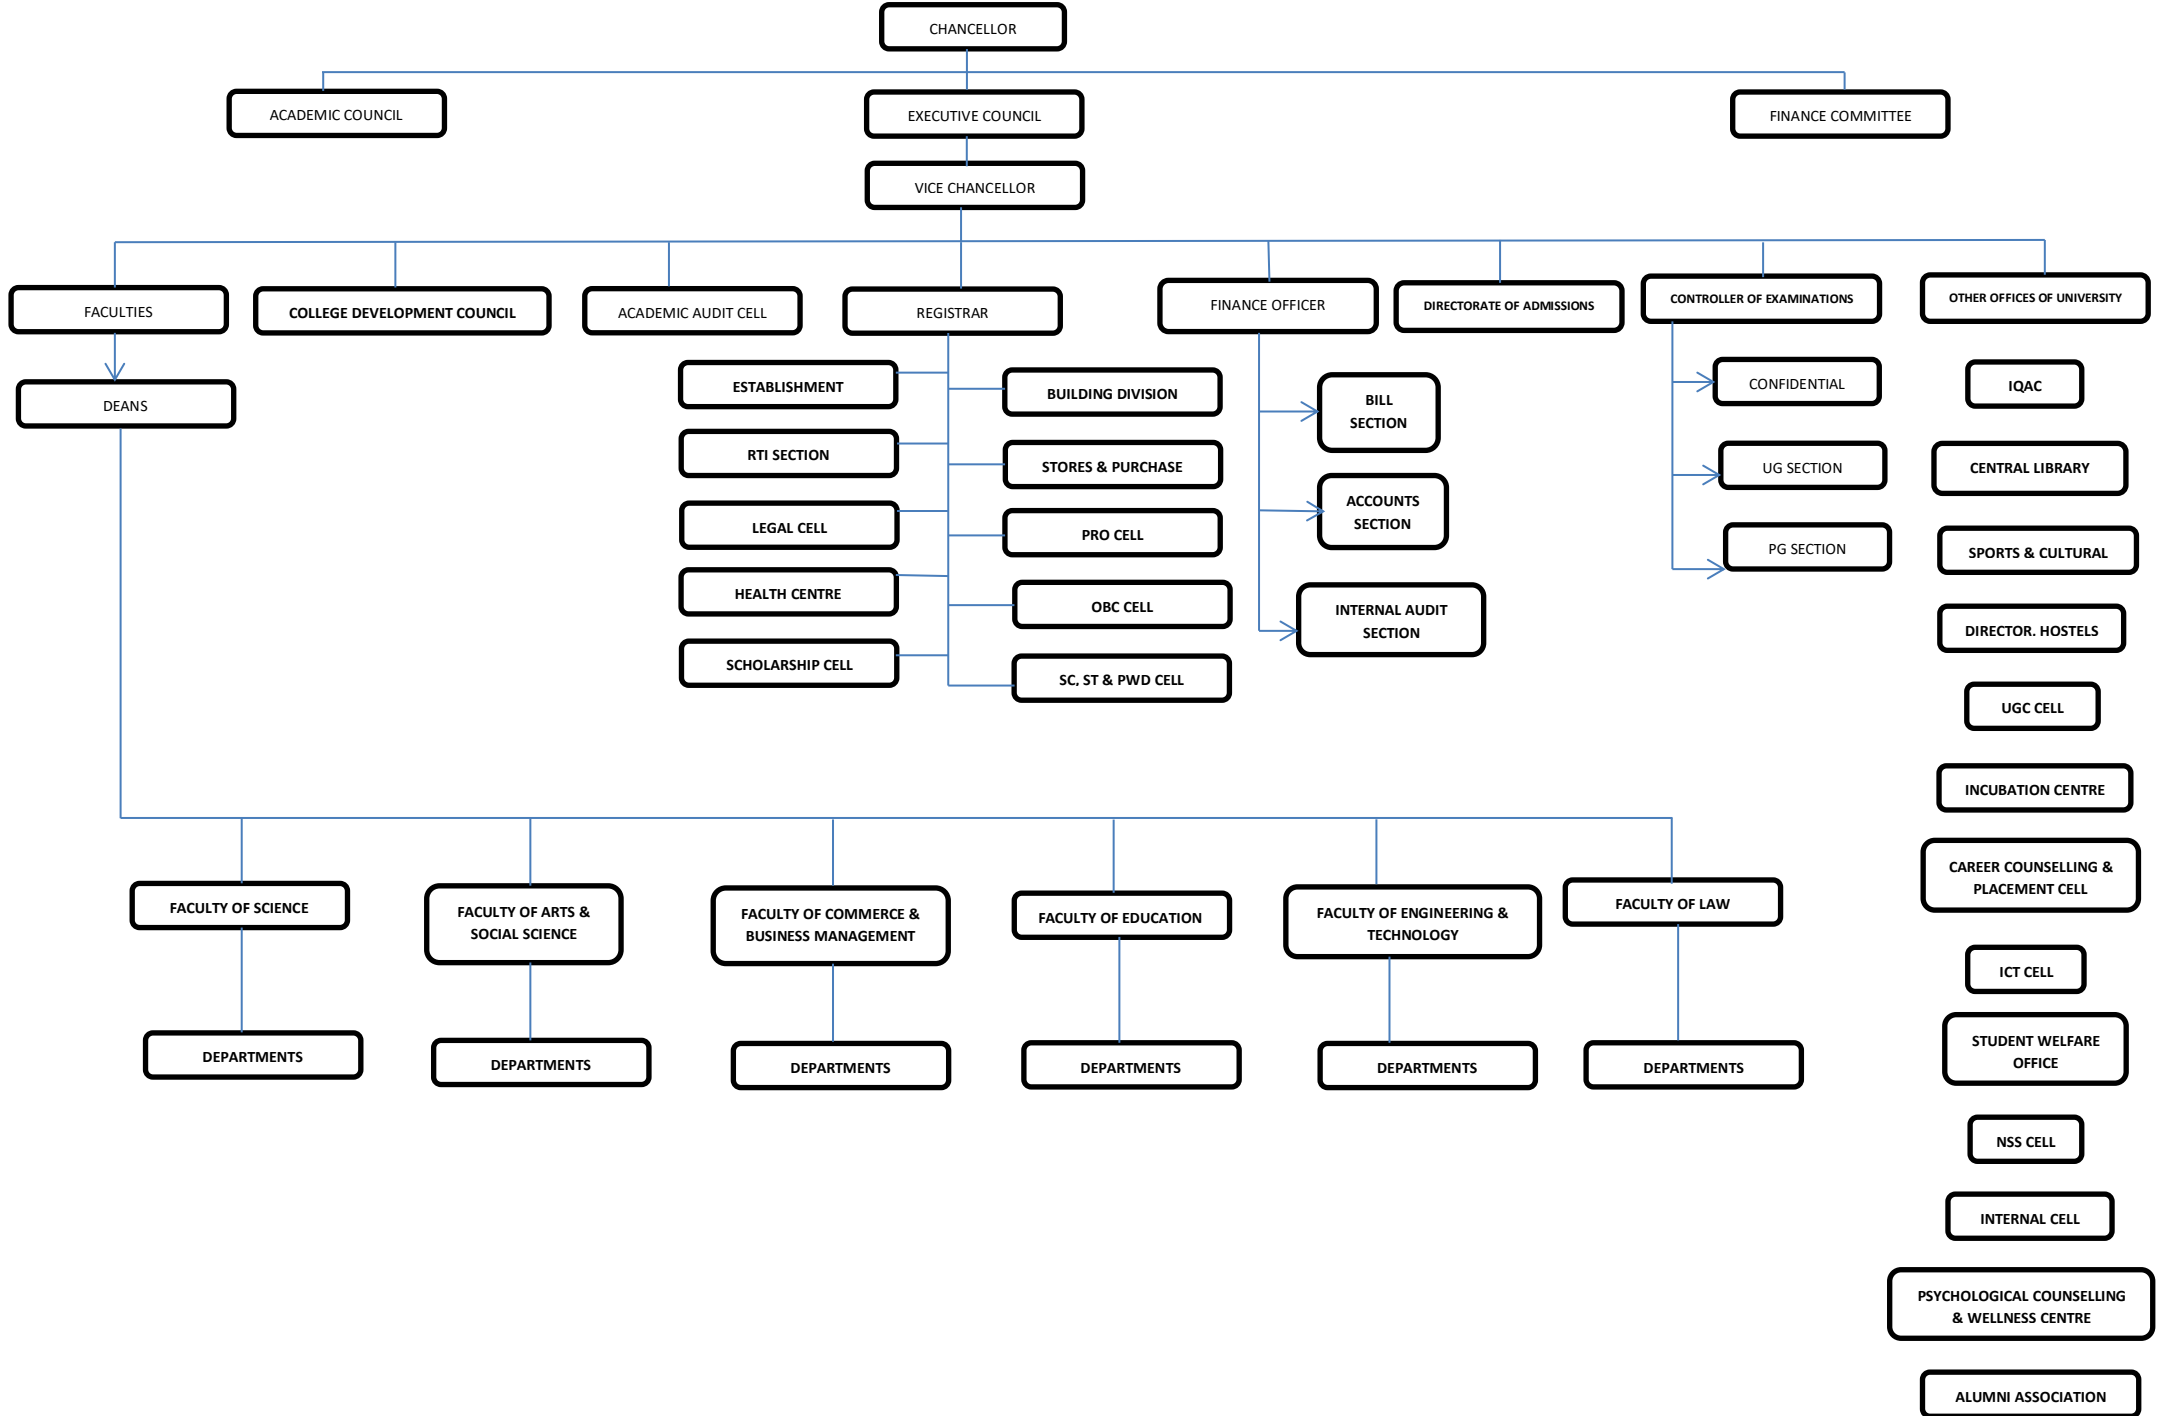 CHANCELLOR
ACADEMIC COUNCIL
EXECUTIVE COUNCIL
FINANCE COMMITTEE
VICE CHANCELLOR
FACULTIES
COLLEGE DEVELOPMENT COUNCIL
ACADEMIC AUDIT CELL
REGISTRAR
FINANCE OFFICER
DIRECTORATE OF ADMISSIONS
CONTROLLER OF EXAMINATIONS
OTHER OFFICES OF UNIVERSITY
DEANS
ESTABLISHMENT
RTI SECTION
LEGAL CELL
HEALTH CENTRE
SCHOLARSHIP CELL
BUILDING DIVISION
STORES & PURCHASE
PRO CELL
OBC CELL
SC, ST & PWD CELL
BILL
SECTION
ACCOUNTS
SECTION
INTERNAL AUDIT
SECTION
CONFIDENTIAL
UG SECTION
PG SECTION
IQAC
CENTRAL LIBRARY
SPORTS & CULTURAL
DIRECTOR. HOSTELS
UGC CELL
INCUBATION CENTRE
CAREER COUNSELLING &
PLACEMENT CELL
ICT CELL
STUDENT WELFARE
OFFICE
NSS CELL
INTERNAL CELL
PSYCHOLOGICAL COUNSELLING
& WELLNESS CENTRE
ALUMNI ASSOCIATION
FACULTY OF SCIENCE
FACULTY OF ARTS &
SOCIAL SCIENCE
FACULTY OF COMMERCE &
BUSINESS MANAGEMENT
FACULTY OF EDUCATION
FACULTY OF ENGINEERING &
TECHNOLOGY
FACULTY OF LAW
DEPARTMENTS
DEPARTMENTS
DEPARTMENTS
DEPARTMENTS
DEPARTMENTS
DEPARTMENTS